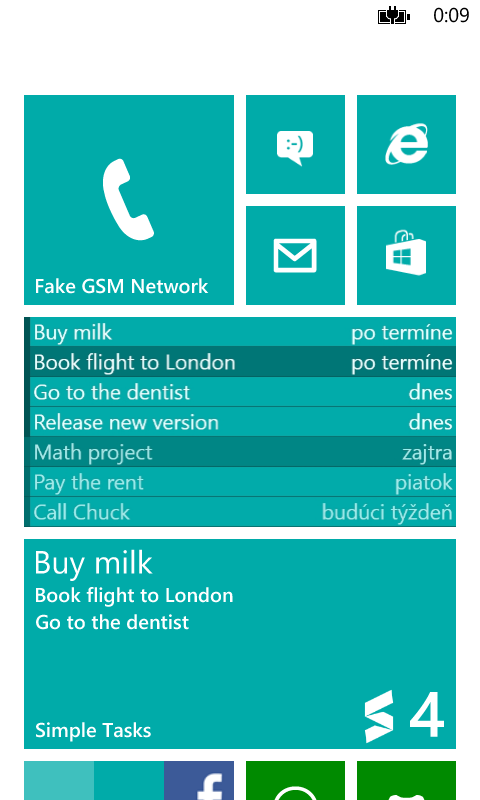 0:09
:-)
Fake GSM Network
Buy milk po termíne
Book flight to London po termíne
Go to the dentist dnes
Release new version dnes
Math project zajtra
Pay the rent piatok
Call Chuck budúci týždeň
Buy milk
Book flight to London
Go to the dentist
Simple Tasks 4